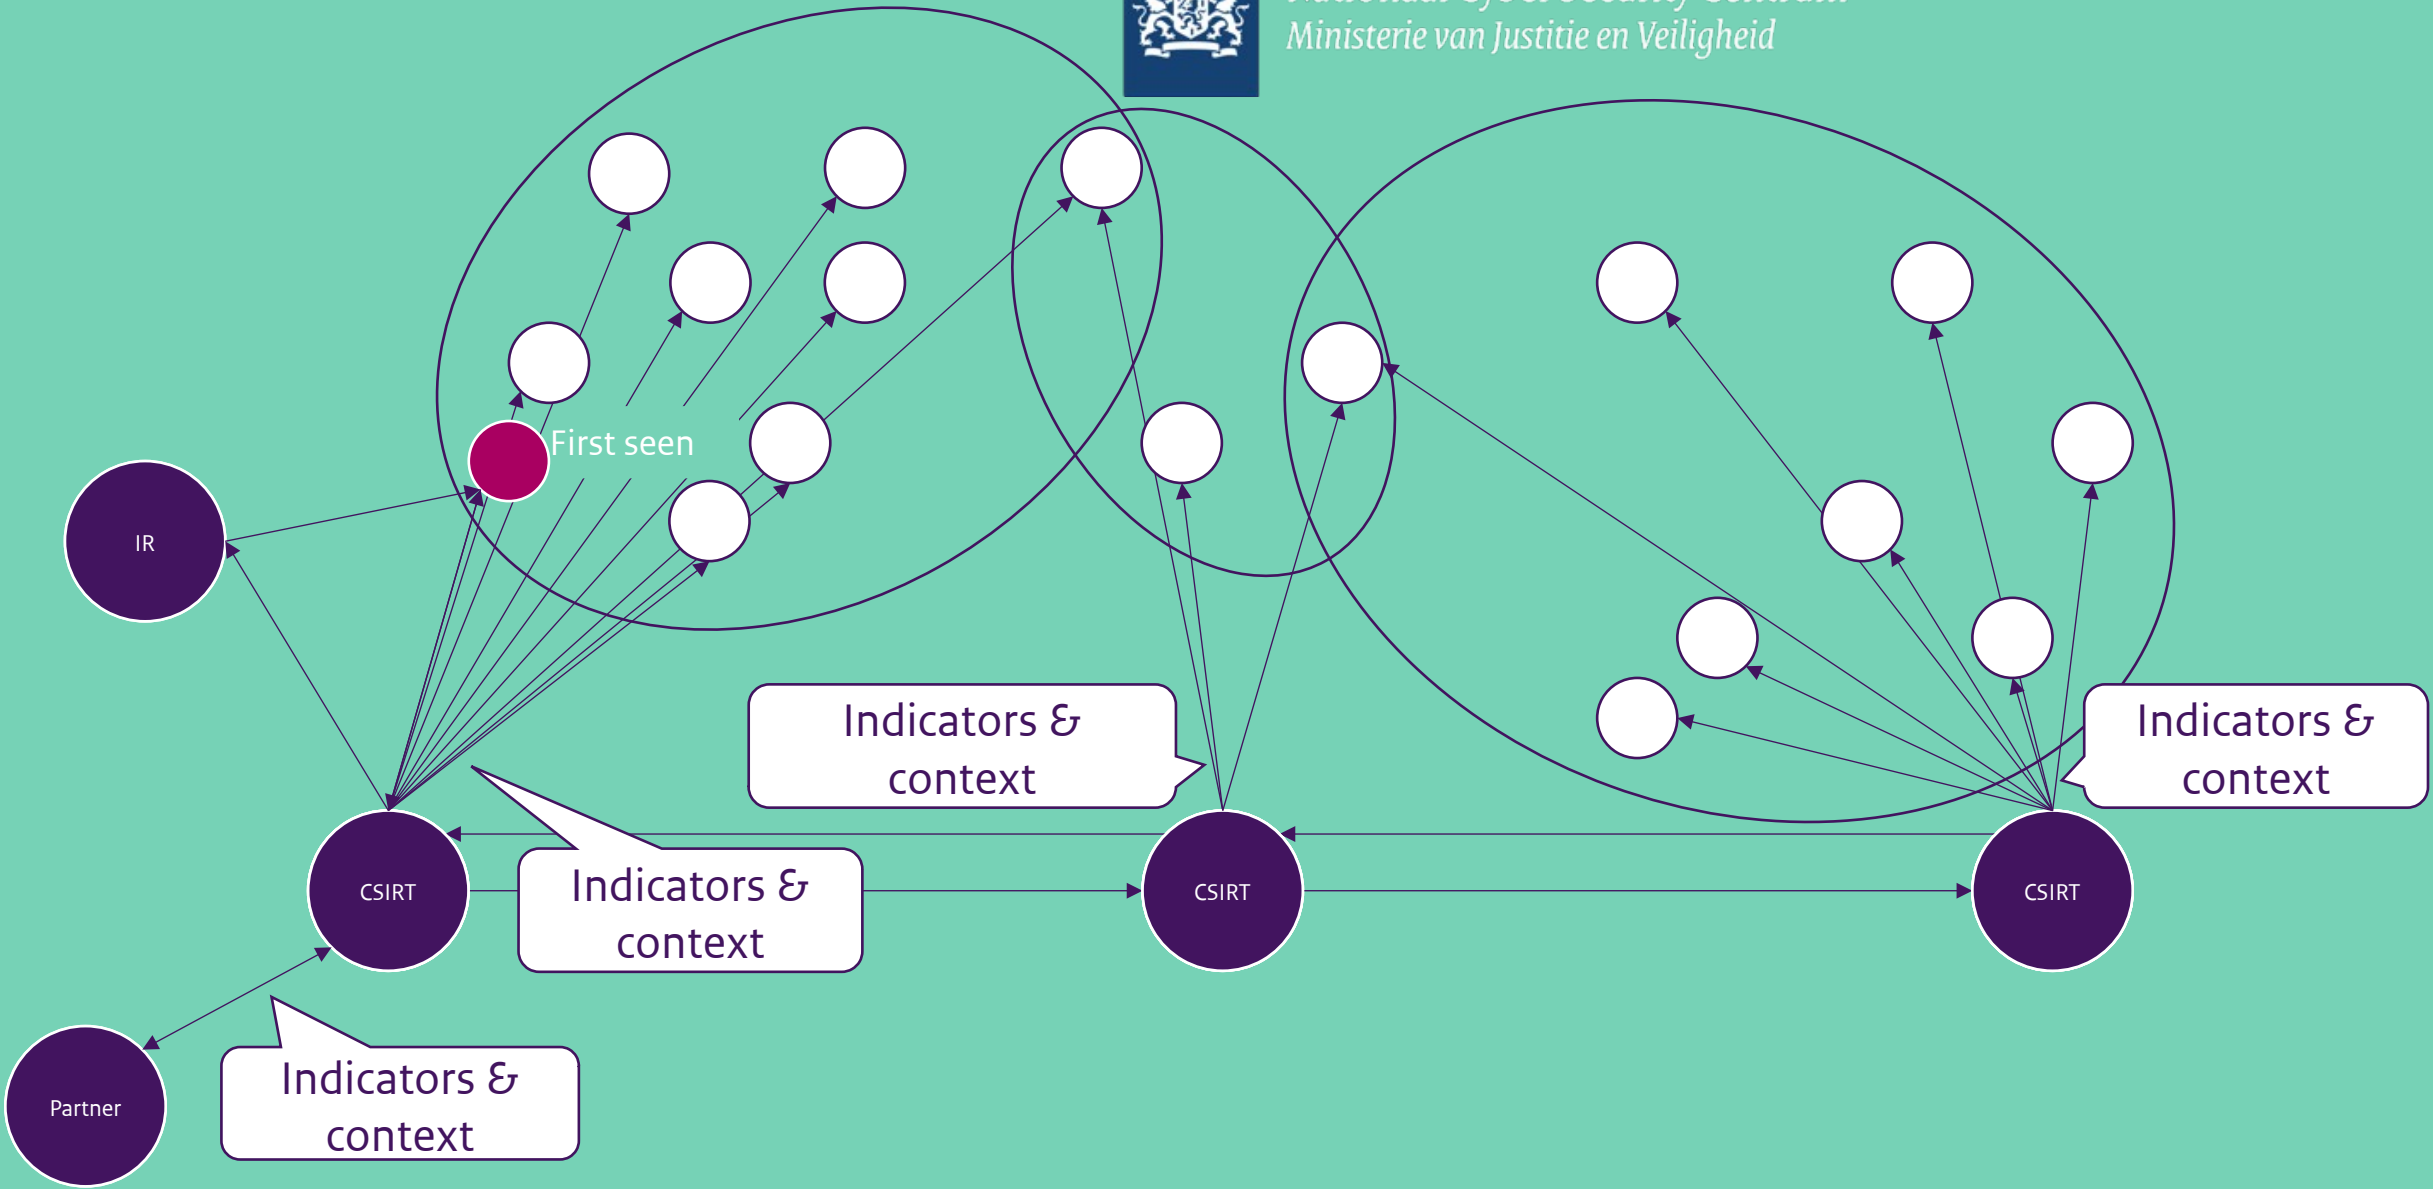 Ministerie van Justitie en Veiligheid
First seen
IR
Indicators &
context
Indicators &
context
CSIRT
Indicators &
context
CSIRT
CSIRT
Partner
Indicators &
context